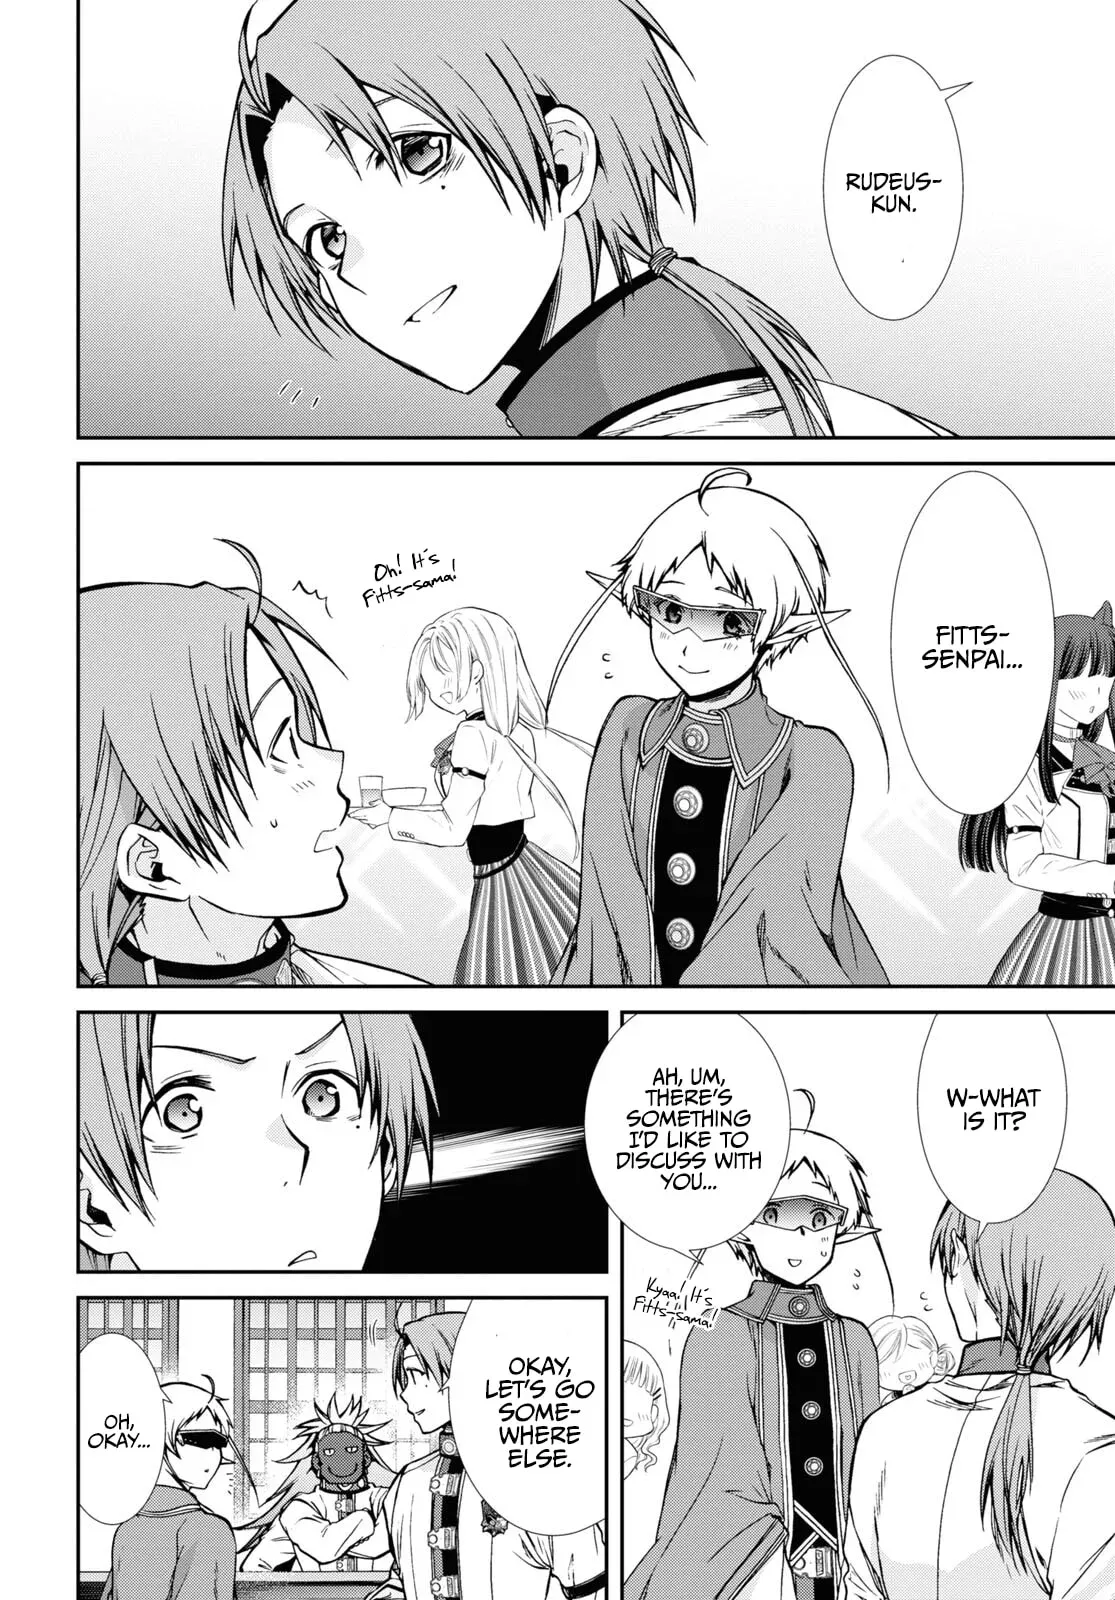 RUDEUS-
KUN.
FITTS-
SENPAI...
Oh! It's
Fitts-sama!
W-WHAT
IS IT?
AH, UM,
THERE'S
SOMETHING
I'D LIKE TO
DISCUSS WITH
YOU...
Kyaa! It's
Fitts-sama!
OKAY,
LET'S GO
SOME-
WHERE
ELSE.
OH,
OKAY...